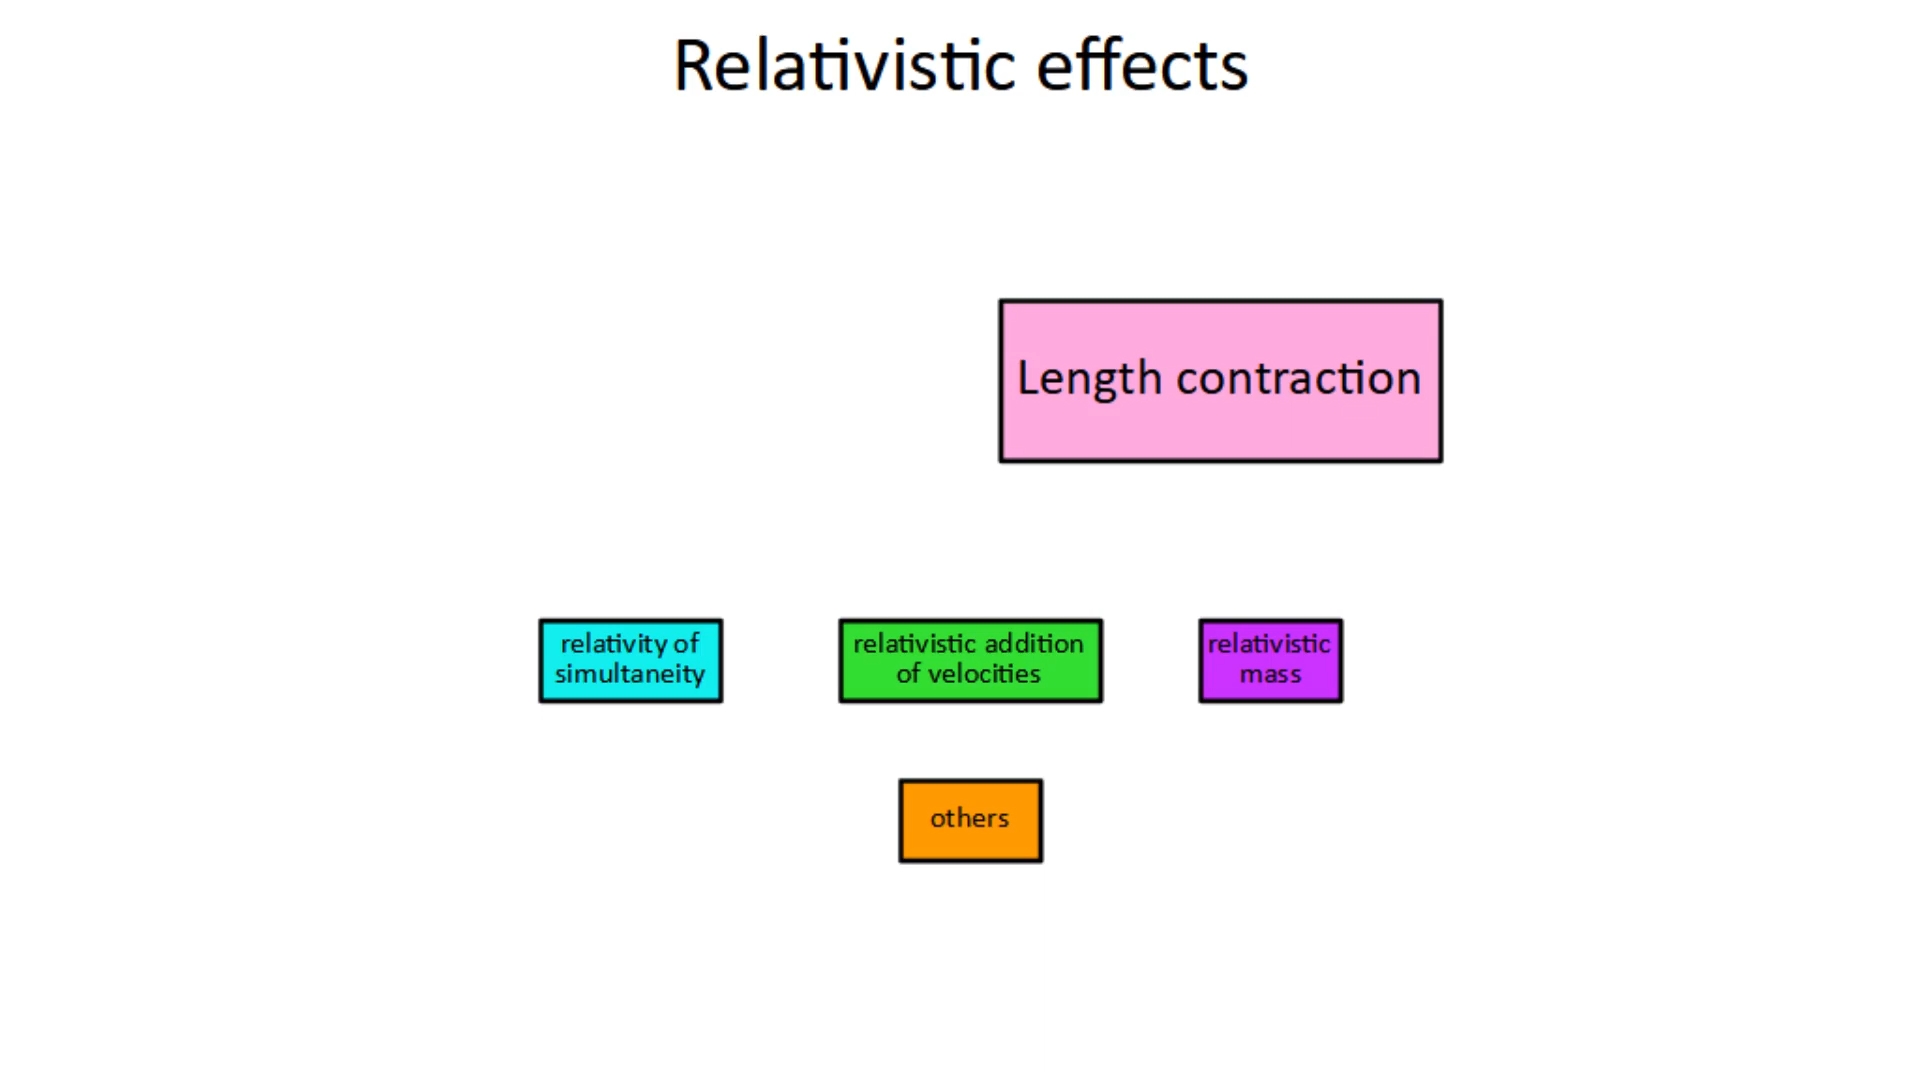 Relativistic effects
Length contraction
relativity of
simultaneity
relativistic addition
of velocities
relativistic
mass
others